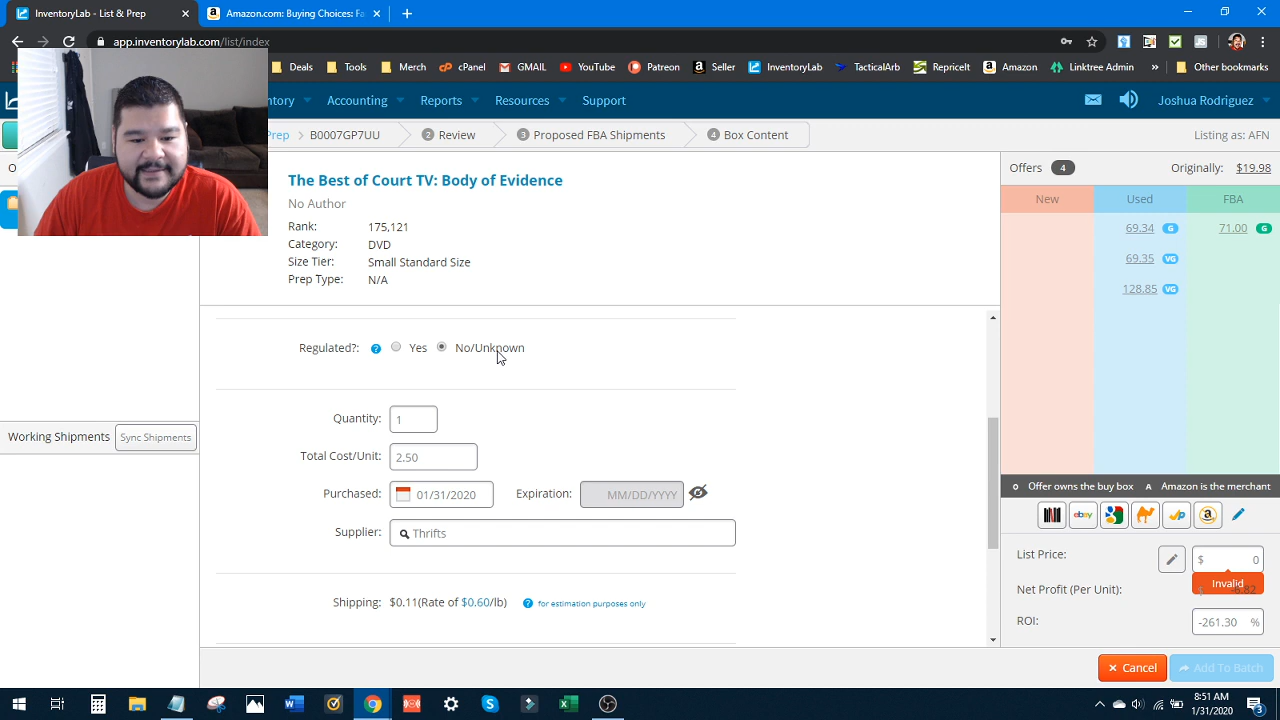 InventoryLab® | List
Amazon.com: Buying Choices: Fa
app.inventorylab.com/list/index
Deals
Tools
Merch
cPanel
GMAIL
YouTube
Patreon
Seller
InventoryLab
TacticalArb
RepricerIt
Amazon
Linktree Admin
»
Other bookmarks
ntory
Accounting
Reports
Resources
Support
Joshua Rodriguez
Prep
B0007GP7UU
2 Review
3 Proposed FBA Shipments
4 Box Content
Listing as: AFN
The Best of Court TV: Body of Evidence
No Author
Rank: 175,121
Category: DVD
Size Tier: Small Standard Size
Prep Type: N/A
Offers 4
Originally: $19.98
New
Used
FBA
69.34 G
71.00 G
69.35 VG
128.85 VG
Regulated?: ? Yes No/Unknown
Quantity: 1
Total Cost/Unit: 2.50
Purchased: 01/31/2020
Expiration: MM/DD/YYYY
Supplier: Thrifts
Shipping: $0.11(Rate of $0.60/lb) ? for estimation purposes only
Working Shipments
Sync Shipments
O Offer owns the buy box A Amazon is the merchant
ebay
List Price: $ 0
Invalid
Net Profit (Per Unit): $ -6.82
ROI: -261.30 %
× Cancel
Add To Batch
8:51 AM
1/31/2020
3